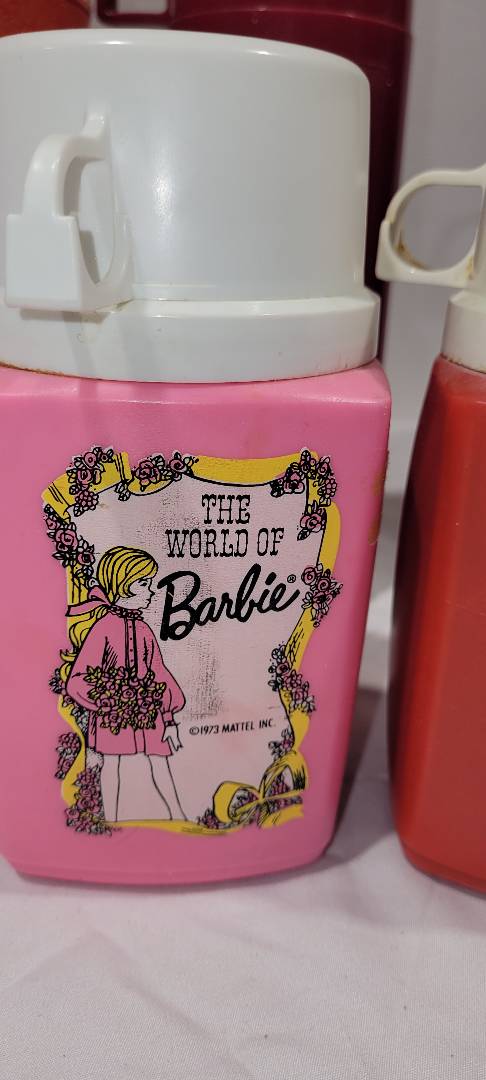 THE
WORLD OF
Barbie®
©1973 MATTEL INC.